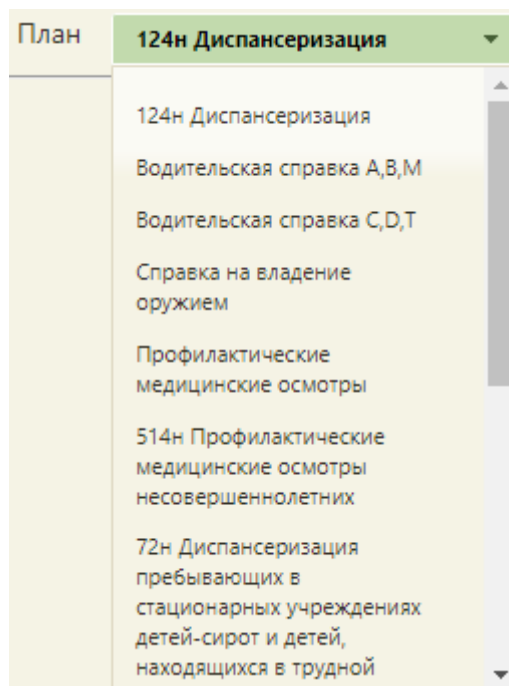 План
124н Диспансеризация
124н Диспансеризация
Водительская справка A,B,M
Водительская справка C,D,T
Справка на владение
оружием
Профилактические
медицинские осмотры
514н Профилактические
медицинские осмотры
несовершеннолетних
72н Диспансеризация
пребывающих в
стационарных учреждениях
детей-сирот и детей,
находящихся в трудной